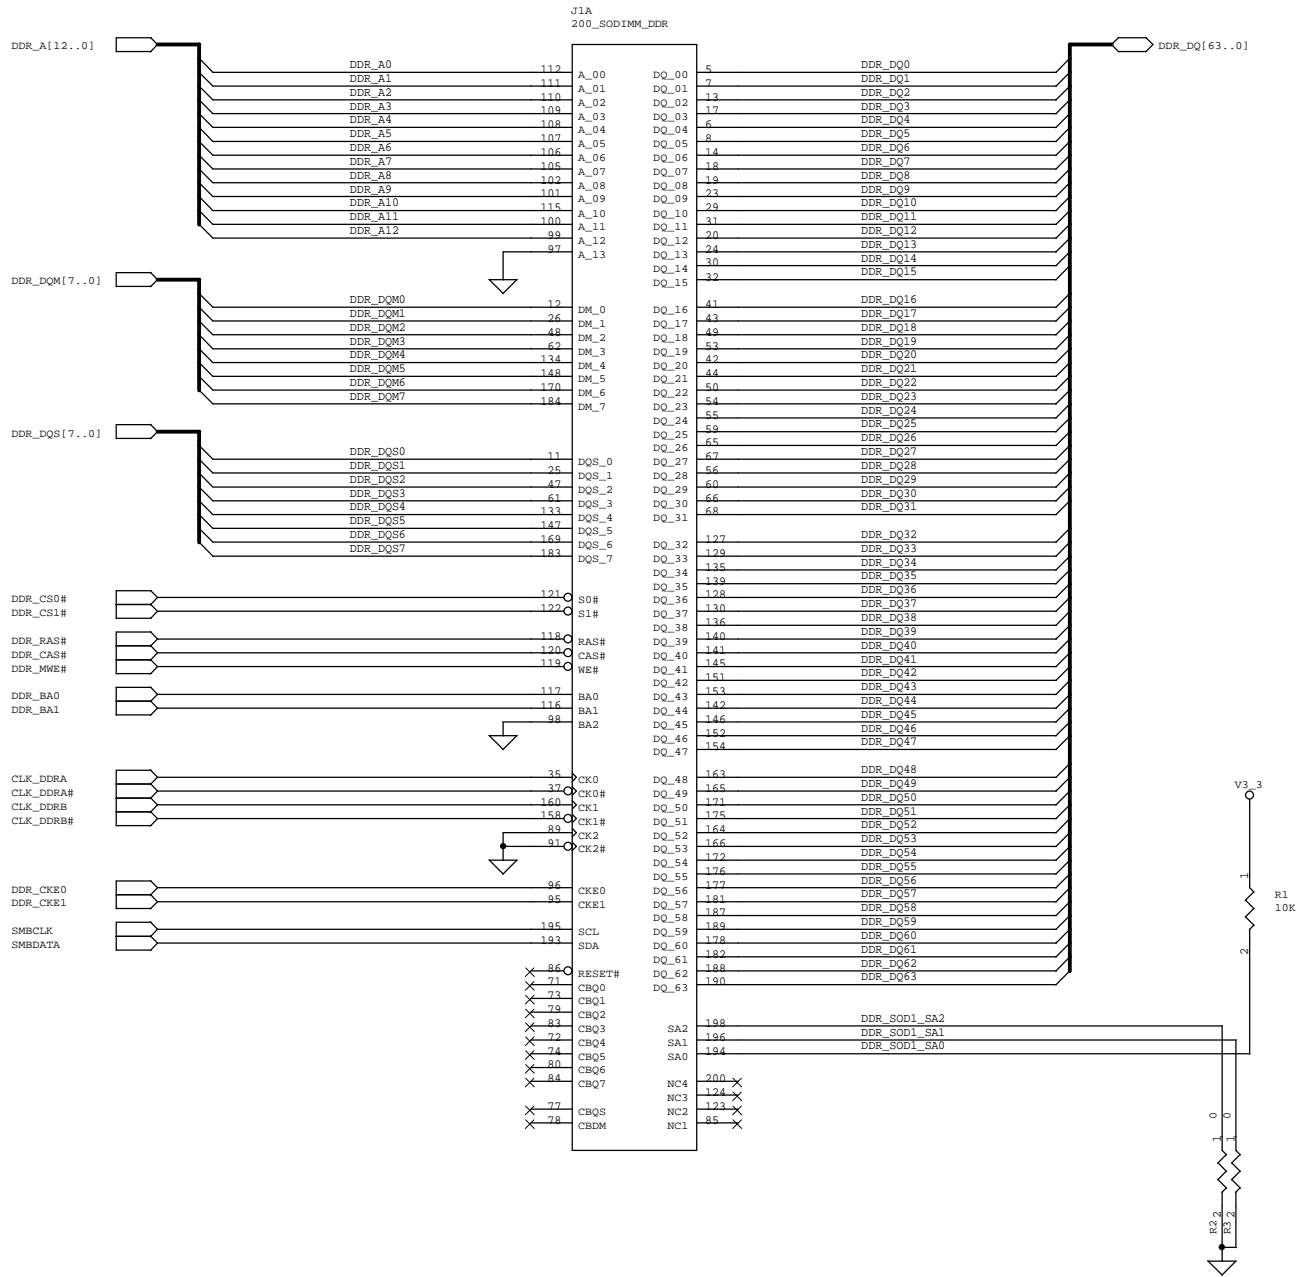 J1A
200_SODIMM_DDR
DDR_A[12..0]
DDR_DQ[63..0]
DDR_A0 112 A_00 DQ_00 5 DDR_DQ0
DDR_A1 111 A_01 DQ_01 7 DDR_DQ1
DDR_A2 110 A_02 DQ_02 13 DDR_DQ2
DDR_A3 109 A_03 DQ_03 17 DDR_DQ3
DDR_A4 108 A_04 DQ_04 6 DDR_DQ4
DDR_A5 107 A_05 DQ_05 8 DDR_DQ5
DDR_A6 106 A_06 DQ_06 14 DDR_DQ6
DDR_A7 105 A_07 DQ_07 18 DDR_DQ7
DDR_A8 102 A_08 DQ_08 19 DDR_DQ8
DDR_A9 101 A_09 DQ_09 23 DDR_DQ9
DDR_A10 115 A_10 DQ_10 29 DDR_DQ10
DDR_A11 100 A_11 DQ_11 31 DDR_DQ11
DDR_A12 99 A_12 DQ_12 20 DDR_DQ12
97 A_13 DQ_13 24 DDR_DQ13
DQ_14 30 DDR_DQ14
DQ_15 32 DDR_DQ15
DDR_DQM[7..0]
DDR_DQM0 12 DM_0 DQ_16 41 DDR_DQ16
DDR_DQM1 26 DM_1 DQ_17 43 DDR_DQ17
DDR_DQM2 48 DM_2 DQ_18 49 DDR_DQ18
DDR_DQM3 62 DM_3 DQ_19 53 DDR_DQ19
DDR_DQM4 134 DM_4 DQ_20 42 DDR_DQ20
DDR_DQM5 148 DM_5 DQ_21 44 DDR_DQ21
DDR_DQM6 170 DM_6 DQ_22 50 DDR_DQ22
DDR_DQM7 184 DM_7 DQ_23 54 DDR_DQ23
DQ_24 55 DDR_DQ24
DDR_DQS[7..0] DQ_25 59 DDR_DQ25
DQ_26 65 DDR_DQ26
DDR_DQS0 11 DQS_0 DQ_27 67 DDR_DQ27
DDR_DQS1 25 DQS_1 DQ_28 56 DDR_DQ28
DDR_DQS2 47 DQS_2 DQ_29 60 DDR_DQ29
DDR_DQS3 61 DQS_3 DQ_30 66 DDR_DQ30
DDR_DQS4 133 DQS_4 DQ_31 68 DDR_DQ31
DDR_DQS5 147 DQS_5
DDR_DQS6 169 DQS_6 DQ_32 127 DDR_DQ32
DDR_DQS7 183 DQS_7 DQ_33 129 DDR_DQ33
DQ_34 135 DDR_DQ34
DQ_35 139 DDR_DQ35
DDR_CS0# 121 S0# DQ_36 128 DDR_DQ36
DDR_CS1# 122 S1# DQ_37 130 DDR_DQ37
DQ_38 136 DDR_DQ38
DDR_RAS# 118 RAS# DQ_39 140 DDR_DQ39
DDR_CAS# 120 CAS# DQ_40 141 DDR_DQ40
DDR_MWE# 119 WE# DQ_41 145 DDR_DQ41
DQ_42 151 DDR_DQ42
DDR_BA0 117 BA0 DQ_43 153 DDR_DQ43
DDR_BA1 116 BA1 DQ_44 142 DDR_DQ44
98 BA2 DQ_45 146 DDR_DQ45
DQ_46 152 DDR_DQ46
DQ_47 154 DDR_DQ47
CLK_DDRA 35 CK0 DQ_48 163 DDR_DQ48
CLK_DDRA# 37 CK0# DQ_49 165 DDR_DQ49
CLK_DDRB 160 CK1 DQ_50 171 DDR_DQ50
CLK_DDRB# 158 CK1# DQ_51 175 DDR_DQ51
89 CK2 DQ_52 164 DDR_DQ52
91 CK2# DQ_53 166 DDR_DQ53
DQ_54 172 DDR_DQ54
DQ_55 176 DDR_DQ55
DDR_CKE0 96 CKE0 DQ_56 177 DDR_DQ56
DDR_CKE1 95 CKE1 DQ_57 181 DDR_DQ57
DQ_58 187 DDR_DQ58
SMBCLK 195 SCL DQ_59 189 DDR_DQ59
SMBDATA 193 SDA DQ_60 178 DDR_DQ60
DQ_61 182 DDR_DQ61
86 RESET# DQ_62 188 DDR_DQ62
71 CBQ0 DQ_63 190 DDR_DQ63
73 CBQ1
79 CBQ2
83 CBQ3 SA2 198 DDR_SOD1_SA2
72 CBQ4 SA1 196 DDR_SOD1_SA1
74 CBQ5 SA0 194 DDR_SOD1_SA0
80 CBQ6
84 CBQ7 NC4 200
NC3 124
77 CBQS NC2 123
78 CBDM NC1 85
V3_3
1
R1
10K
2
0 0
1 1
R2 2 R3 2